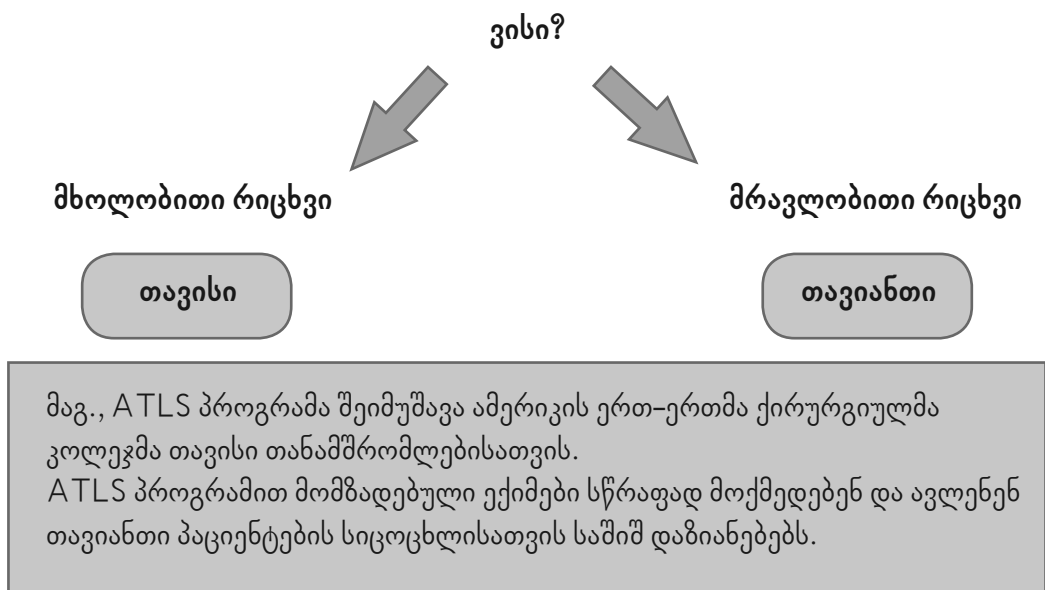 ვისი?
მხოლობითი რიცხვი
მრავლობითი რიცხვი
თავისი
თავიანთი
მაგ., ATLS პროგრამა შეიმუშავა ამერიკის ერთ-ერთმა ქირურგიულმა
კოლეჯმა თავისი თანამშრომლებისათვის.
ATLS პროგრამით მომზადებული ექიმები სწრაფად მოქმედებენ და ავლენენ
თავიანთი პაციენტების სიცოცხლისათვის საშიშ დაზიანებებს.